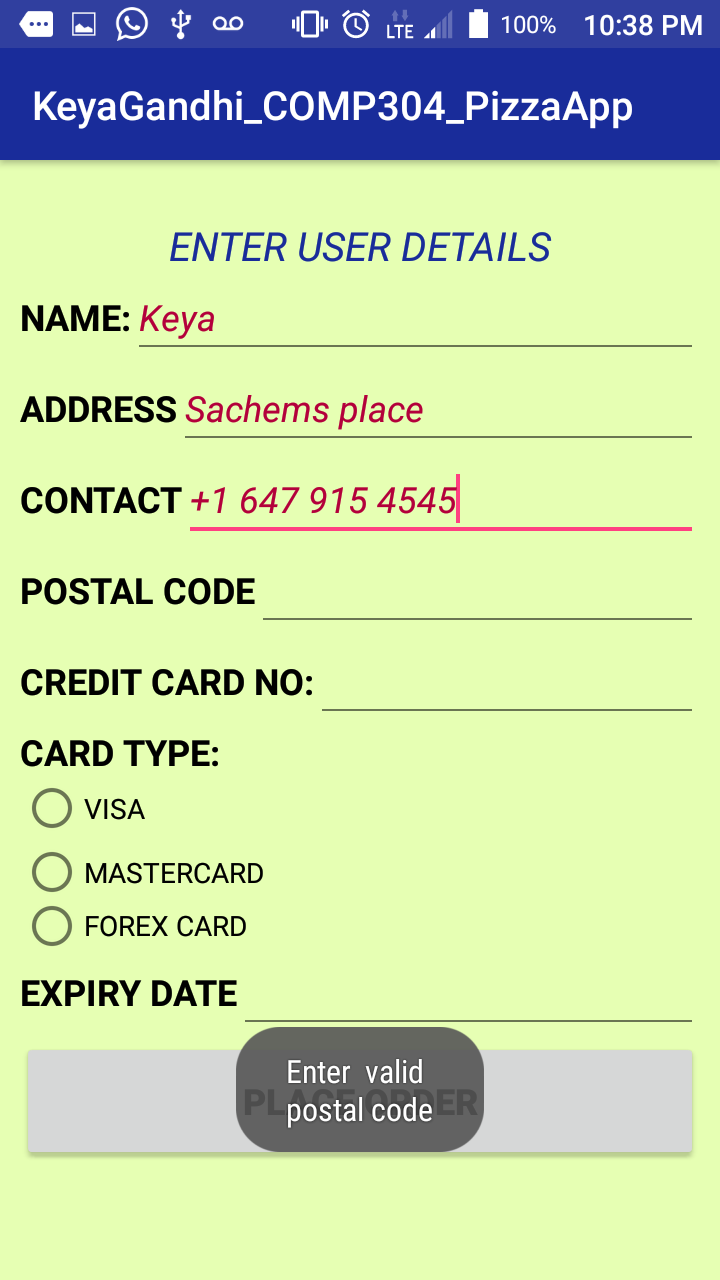 LTE 100% 10:38 PM
KeyaGandhi_COMP304_PizzaApp
ENTER USER DETAILS
NAME: Keya
ADDRESS Sachems place
CONTACT +1 647 915 4545
POSTAL CODE
CREDIT CARD NO:
CARD TYPE:
VISA
MASTERCARD
FOREX CARD
EXPIRY DATE
PLACE ORDER
Enter valid
postal code